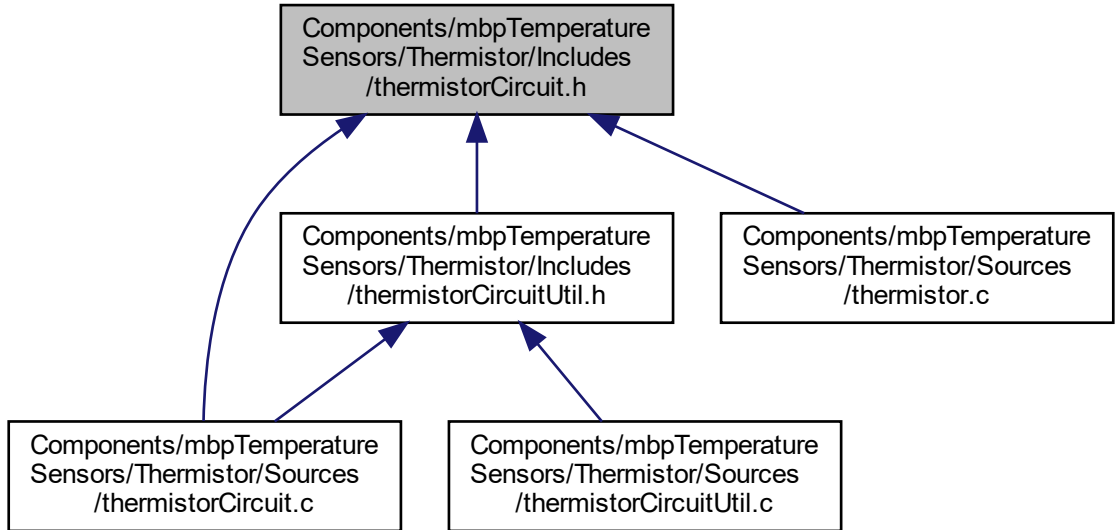 Components/mbpTemperature
Sensors/Thermistor/Includes
/thermistorCircuit.h
Components/mbpTemperature
Sensors/Thermistor/Includes
/thermistorCircuitUtil.h
Components/mbpTemperature
Sensors/Thermistor/Sources
/thermistor.c
Components/mbpTemperature
Sensors/Thermistor/Sources
/thermistorCircuit.c
Components/mbpTemperature
Sensors/Thermistor/Sources
/thermistorCircuitUtil.c